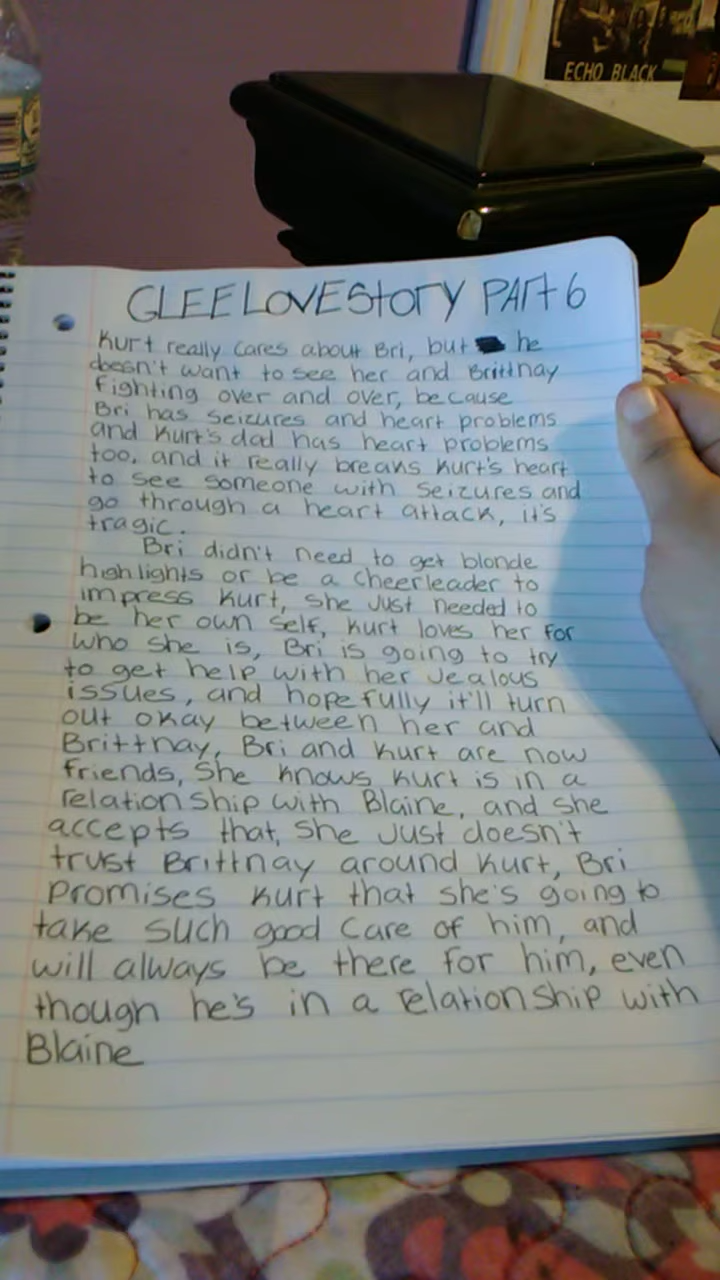 ECHO BLACK
GLEE LOVE Story PArt 6
Kurt really cares about Bri, but he
doesn't want to see her and Brittnay
fighting over and over, because
Bri has seizures and heart problems
and Kurt's dad has heart problems
too, and it really breaks Kurt's heart
to see someone with seizures and
go through a heart attack, it's
tragic.
Bri didn't need to get blonde
highlights or be a cheerleader to
impress Kurt, she just needed to
be her own self, Kurt loves her for
who she is, Bri is going to try
to get help with her jealous
issues, and hopefully it'll turn
out okay between her and
Brittnay, Bri and Kurt are now
friends, she knows Kurt is in a
relationship with Blaine, and she
accepts that, she just doesn't
trust Brittnay around Kurt, Bri
promises Kurt that she's going to
take such good care of him, and
will always be there for him, even
though he's in a relationship with
Blaine